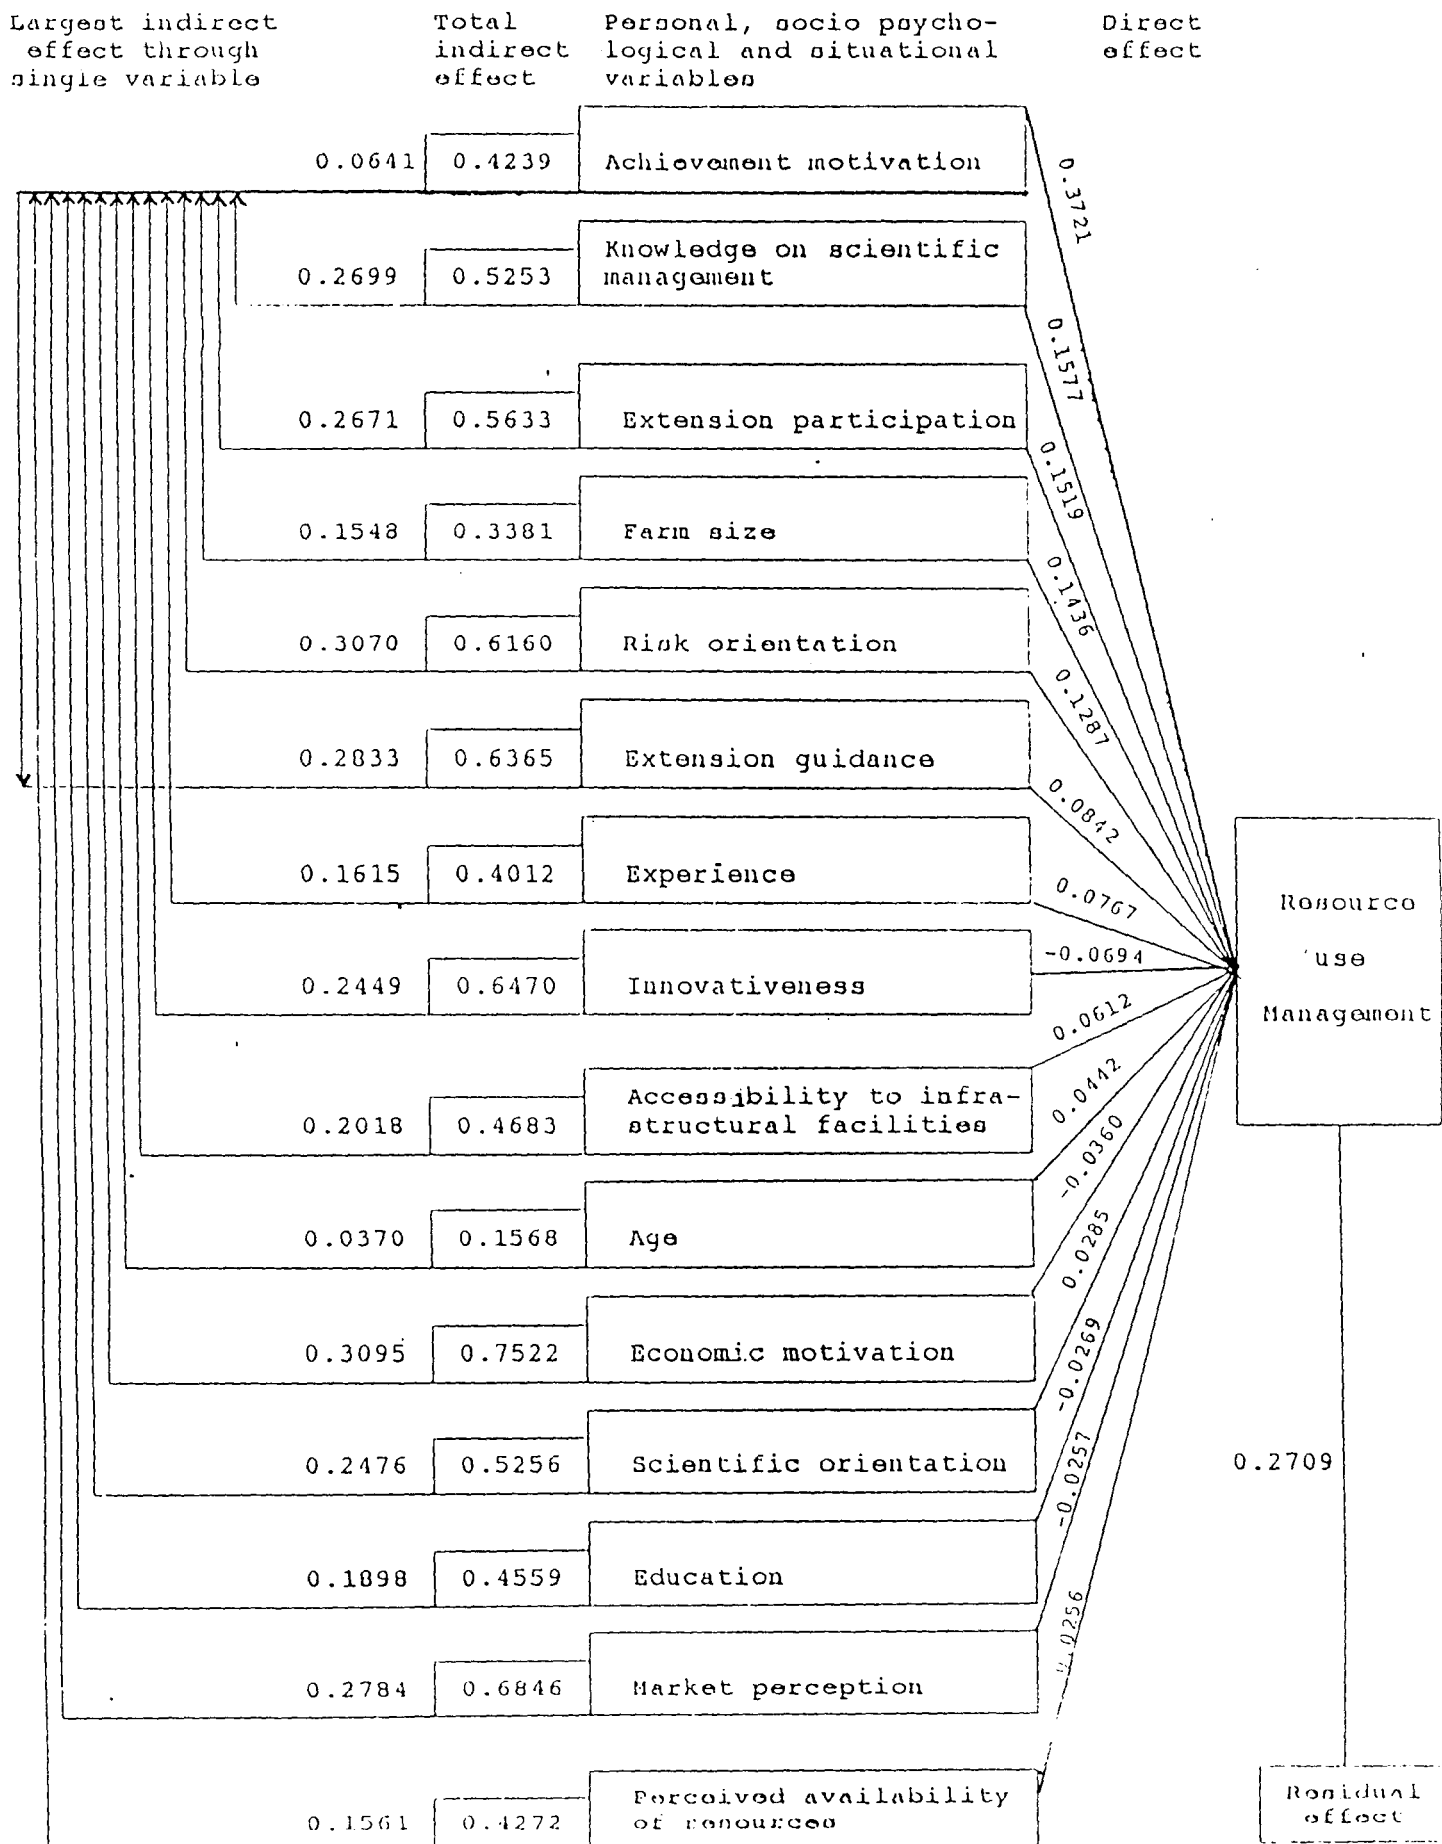 Largest indirect effect through single variable
Total indirect effect
Personal, socio psycho-logical and situational variables
Direct effect
0.0641 0.4239 Achievement motivation
0.3721
0.2699 0.5253 Knowledge on scientific management
0.1577
0.2671 0.5633 Extension participation
0.1519
0.1548 0.3381 Farm size
0.1436
0.3070 0.6160 Risk orientation
0.1287
0.2833 0.6365 Extension guidance
0.0842
0.1615 0.4012 Experience
0.0767
0.2449 0.6470 Innovativeness
-0.0694
0.2018 0.4683 Accessibility to infra-structural facilities
0.0612
0.0370 0.1568 Age
0.0442
0.3095 0.7522 Economic motivation
-0.0360
0.2476 0.5256 Scientific orientation
0.0285
0.1898 0.4559 Education
-0.0269
0.2784 0.6846 Market perception
-0.0257
0.1561 0.4272 Perceived availability of resources
0.0256
Resource
use
Management
0.2709
Residual
effect